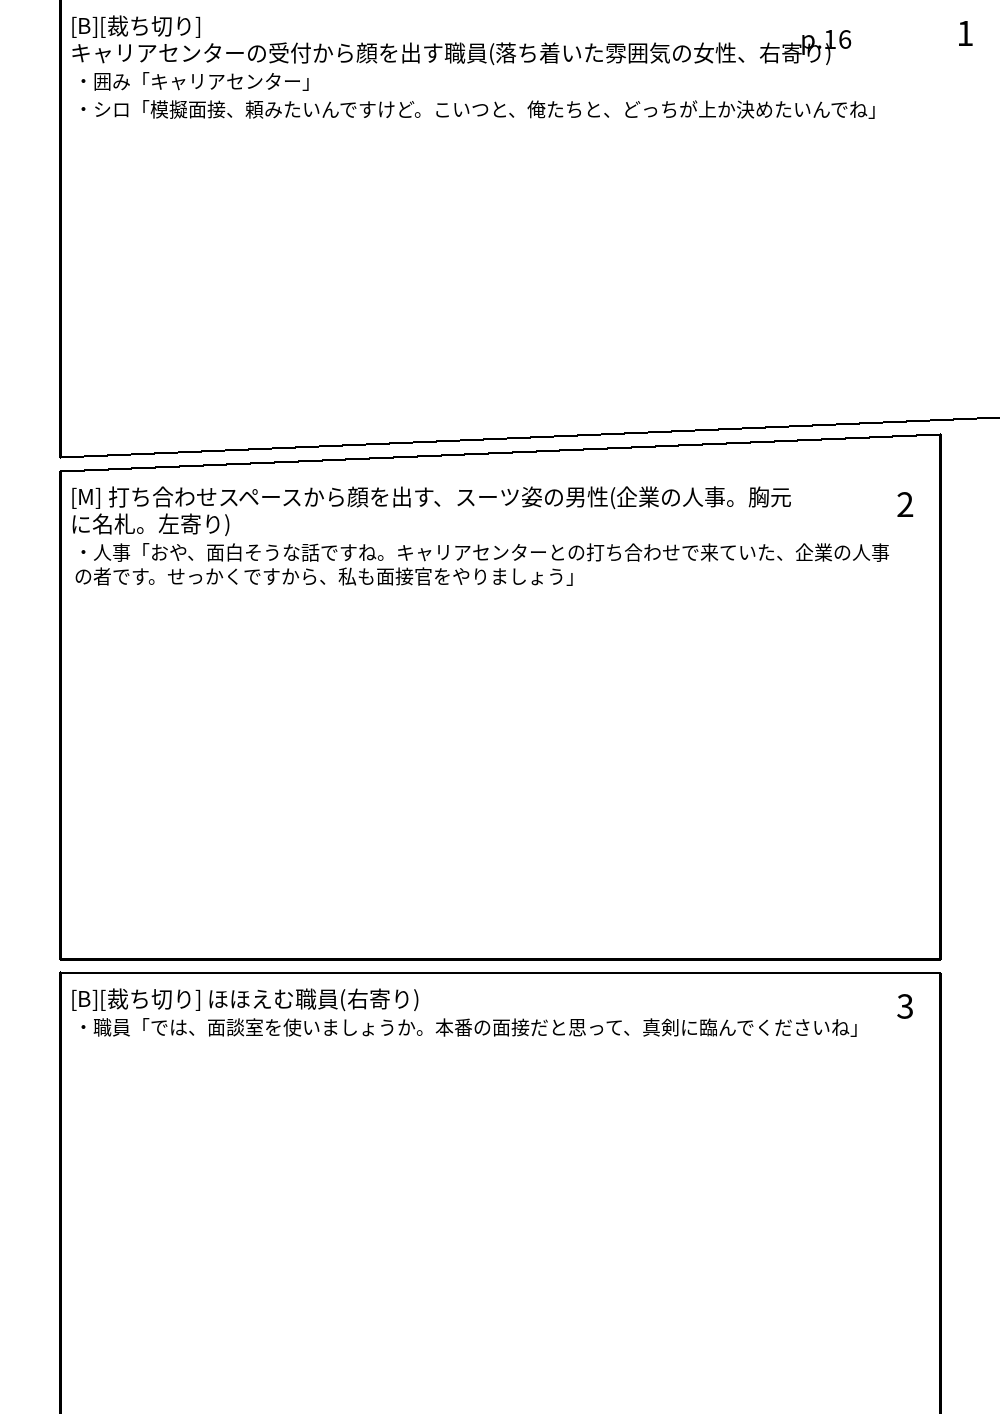 [B][裁ち切り]
キャリアセンターの受付から顔を出す職員(落ち着いた雰囲気の女性、右寄り)
p.16
1
・囲み「キャリアセンター」
・シロ「模擬面接、頼みたいんですけど。こいつと、俺たちと、どっちが上か決めたいんでね」
[M] 打ち合わせスペースから顔を出す、スーツ姿の男性(企業の人事。胸元
に名札。左寄り)
2
・人事「おや、面白そうな話ですね。キャリアセンターとの打ち合わせで来ていた、企業の人事
の者です。せっかくですから、私も面接官をやりましょう」
[B][裁ち切り] ほほえむ職員(右寄り)
3
・職員「では、面談室を使いましょうか。本番の面接だと思って、真剣に臨んでくださいね」